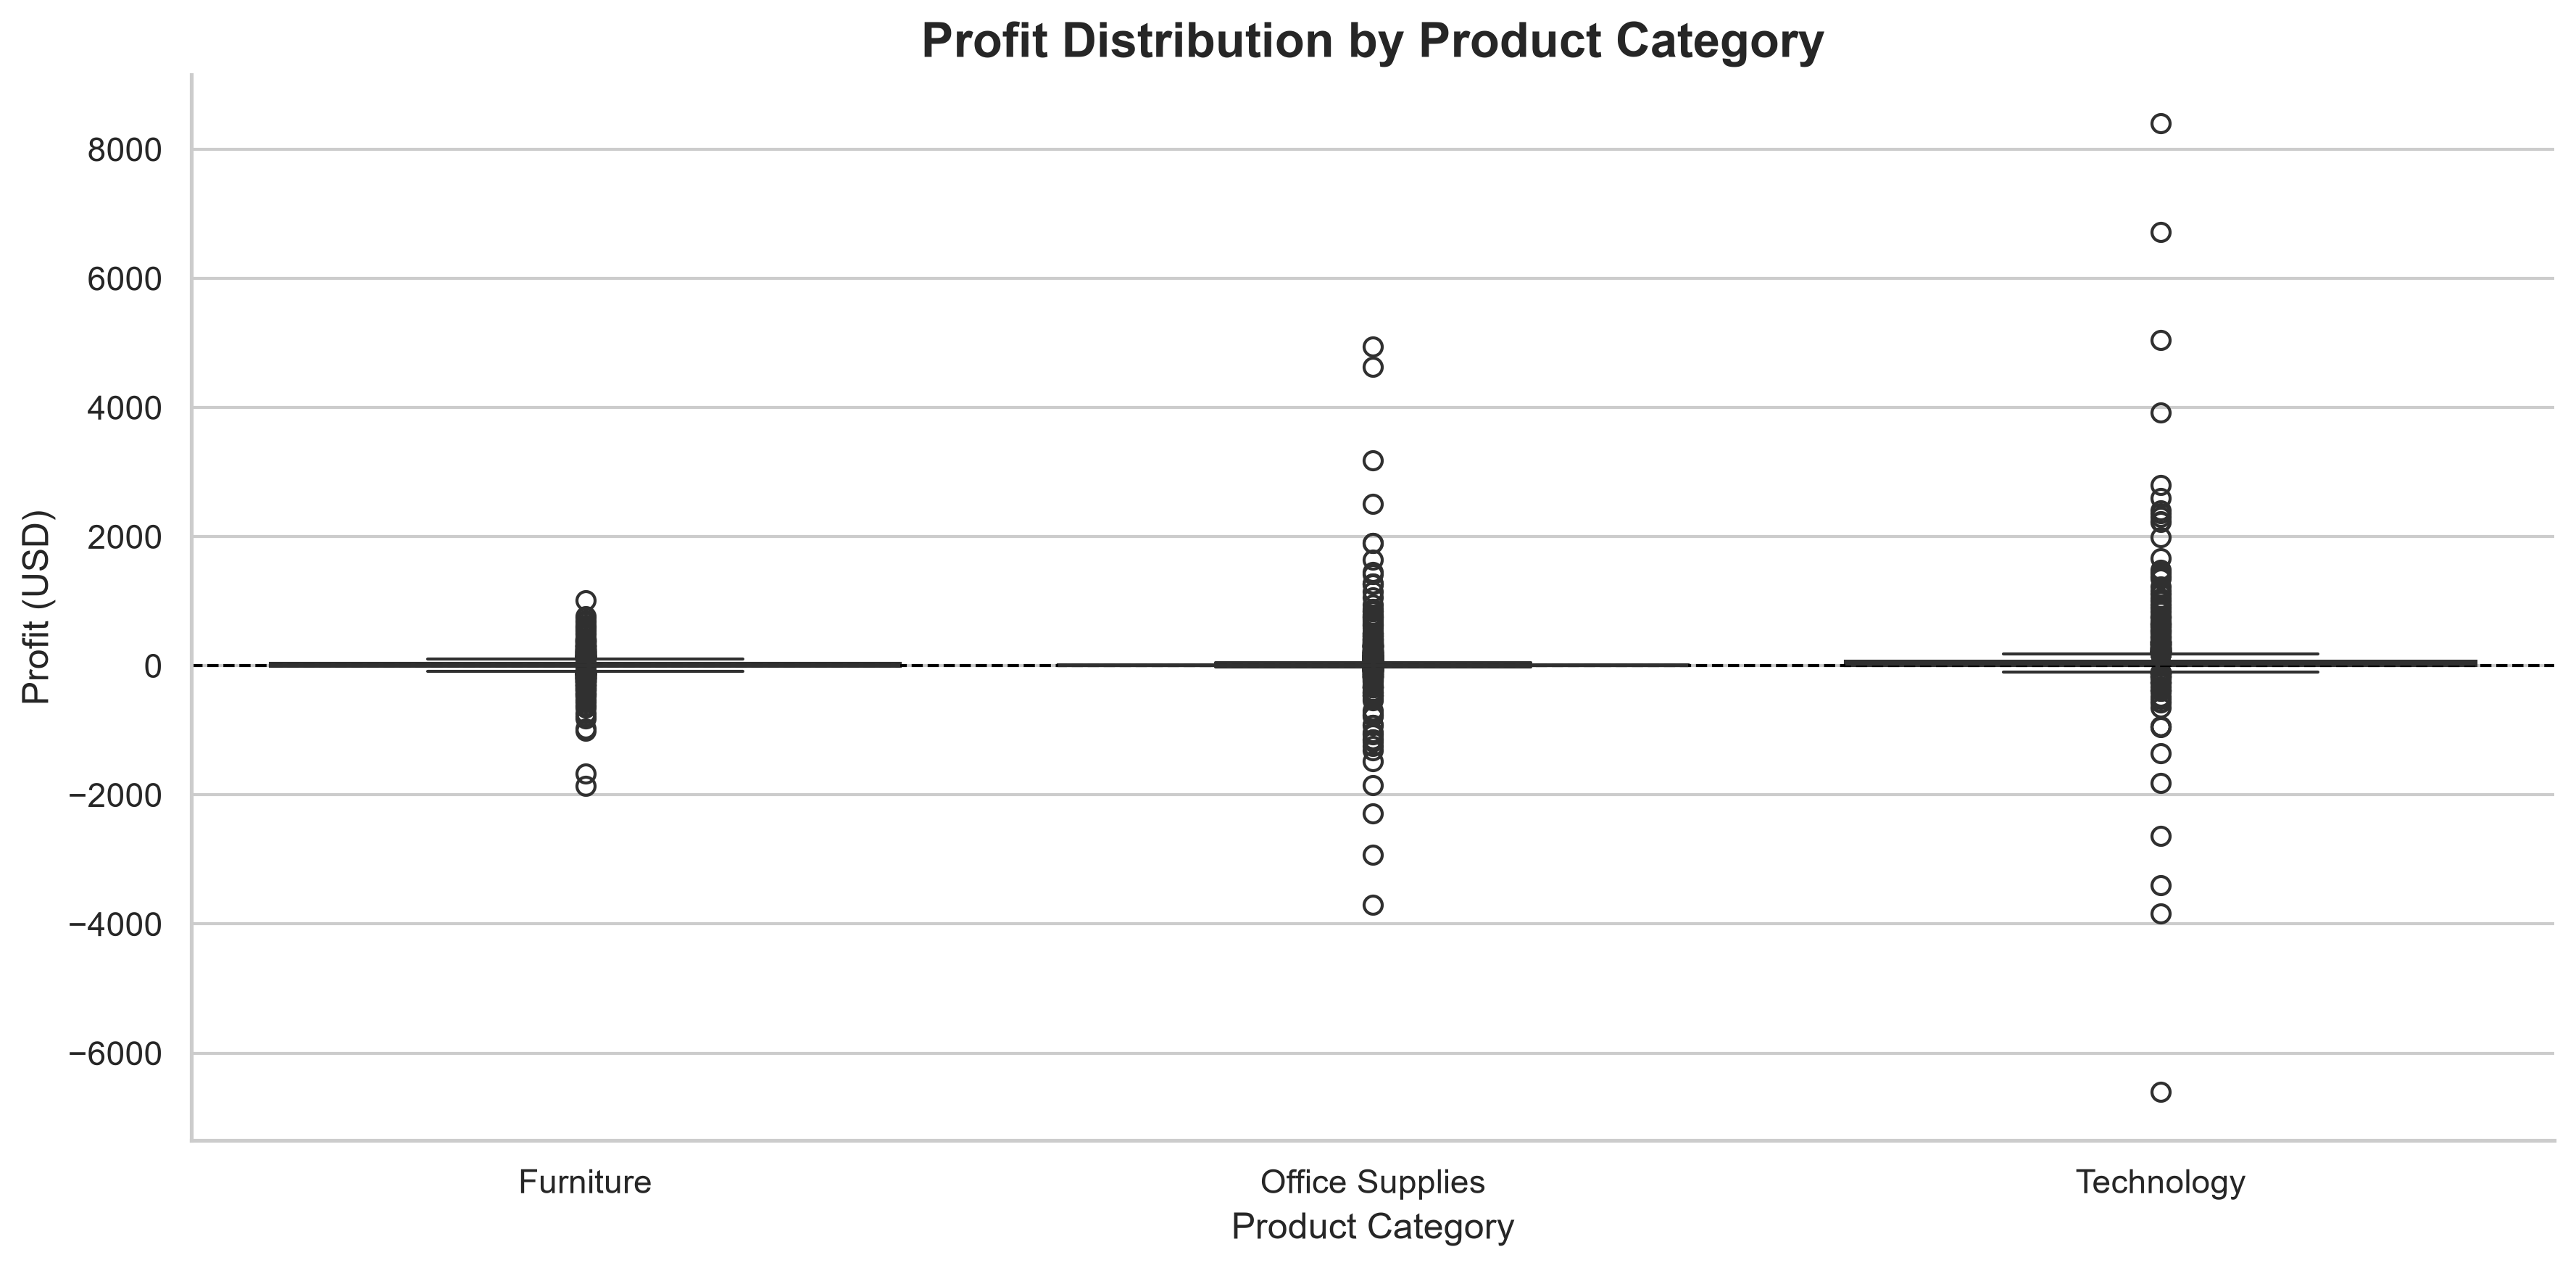 Profit Distribution by Product Category
Profit (USD)
8000
6000
4000
2000
0
−2000
−4000
−6000
Furniture
Office Supplies
Technology
Product Category